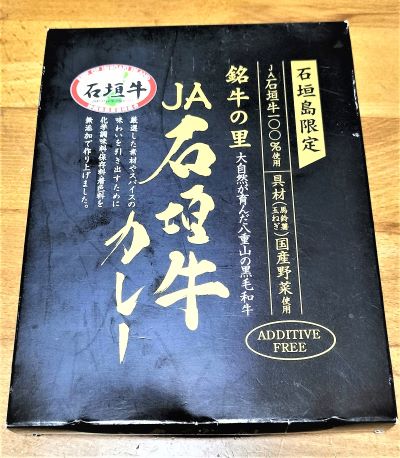 石垣島限定
JA石垣牛一〇〇%使用
具材(馬鈴薯 玉ねぎ)国産野菜使用
銘牛の里
大自然が育んだ八重山の黒毛和牛
JA石垣牛
カレー
石垣牛
厳選した素材やスパイスの
味わいを引き出すために
化学調味料保存料着色料を
無添加で作り上げました。
ADDITIVE
FREE